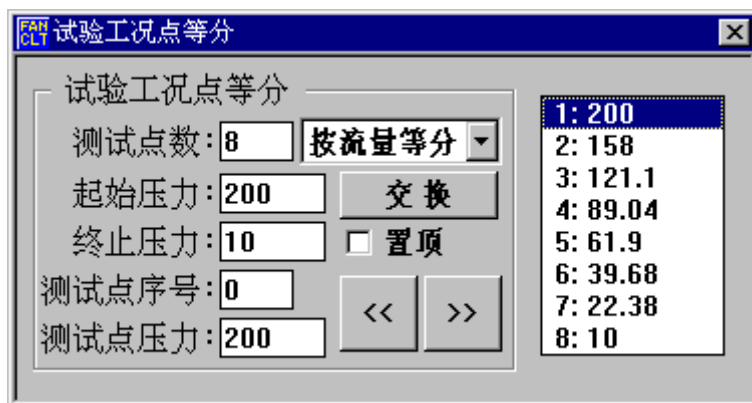 FAN CLT 试验工况点等分
试验工况点等分
测试点数:8 按流量等分
起始压力:200 交换
终止压力:10 置顶
测试点序号:0
测试点压力:200
<< >>
1: 200
2: 158
3: 121.1
4: 89.04
5: 61.9
6: 39.68
7: 22.38
8: 10